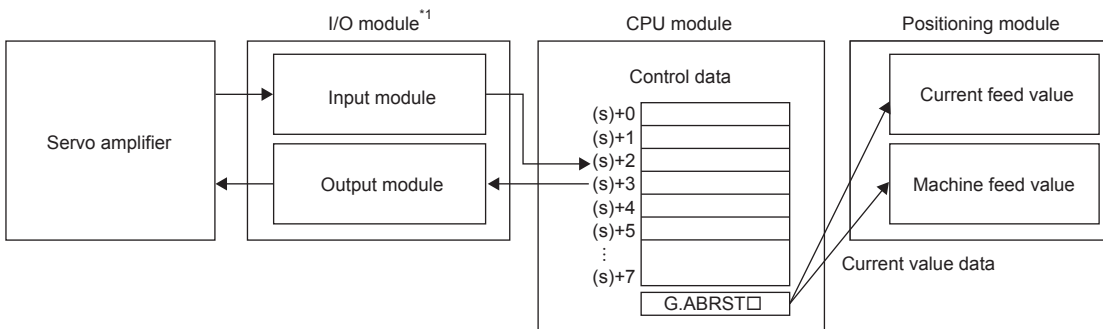 I/O module*1
CPU module
Positioning module
Servo amplifier
Input module
Output module
Control data
(s)+0
(s)+1
(s)+2
(s)+3
(s)+4
(s)+5
⋮
(s)+7
G.ABRST□
Current feed value
Machine feed value
Current value data